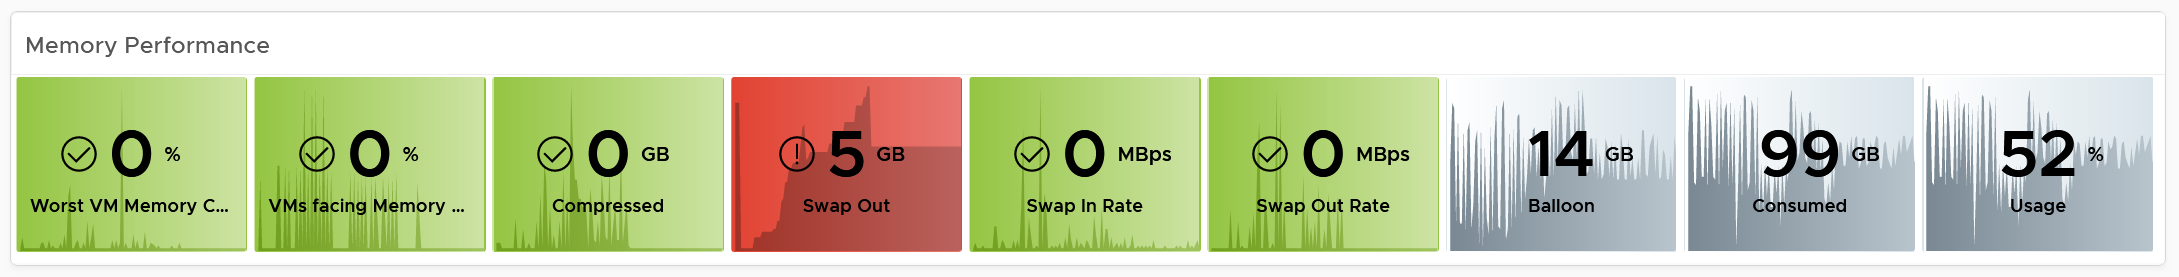 Memory Performance
0 %
Worst VM Memory C...
0 %
VMs facing Memory ...
0 GB
Compressed
5 GB
Swap Out
0 MBps
Swap In Rate
0 MBps
Swap Out Rate
14 GB
Balloon
99 GB
Consumed
52 %
Usage